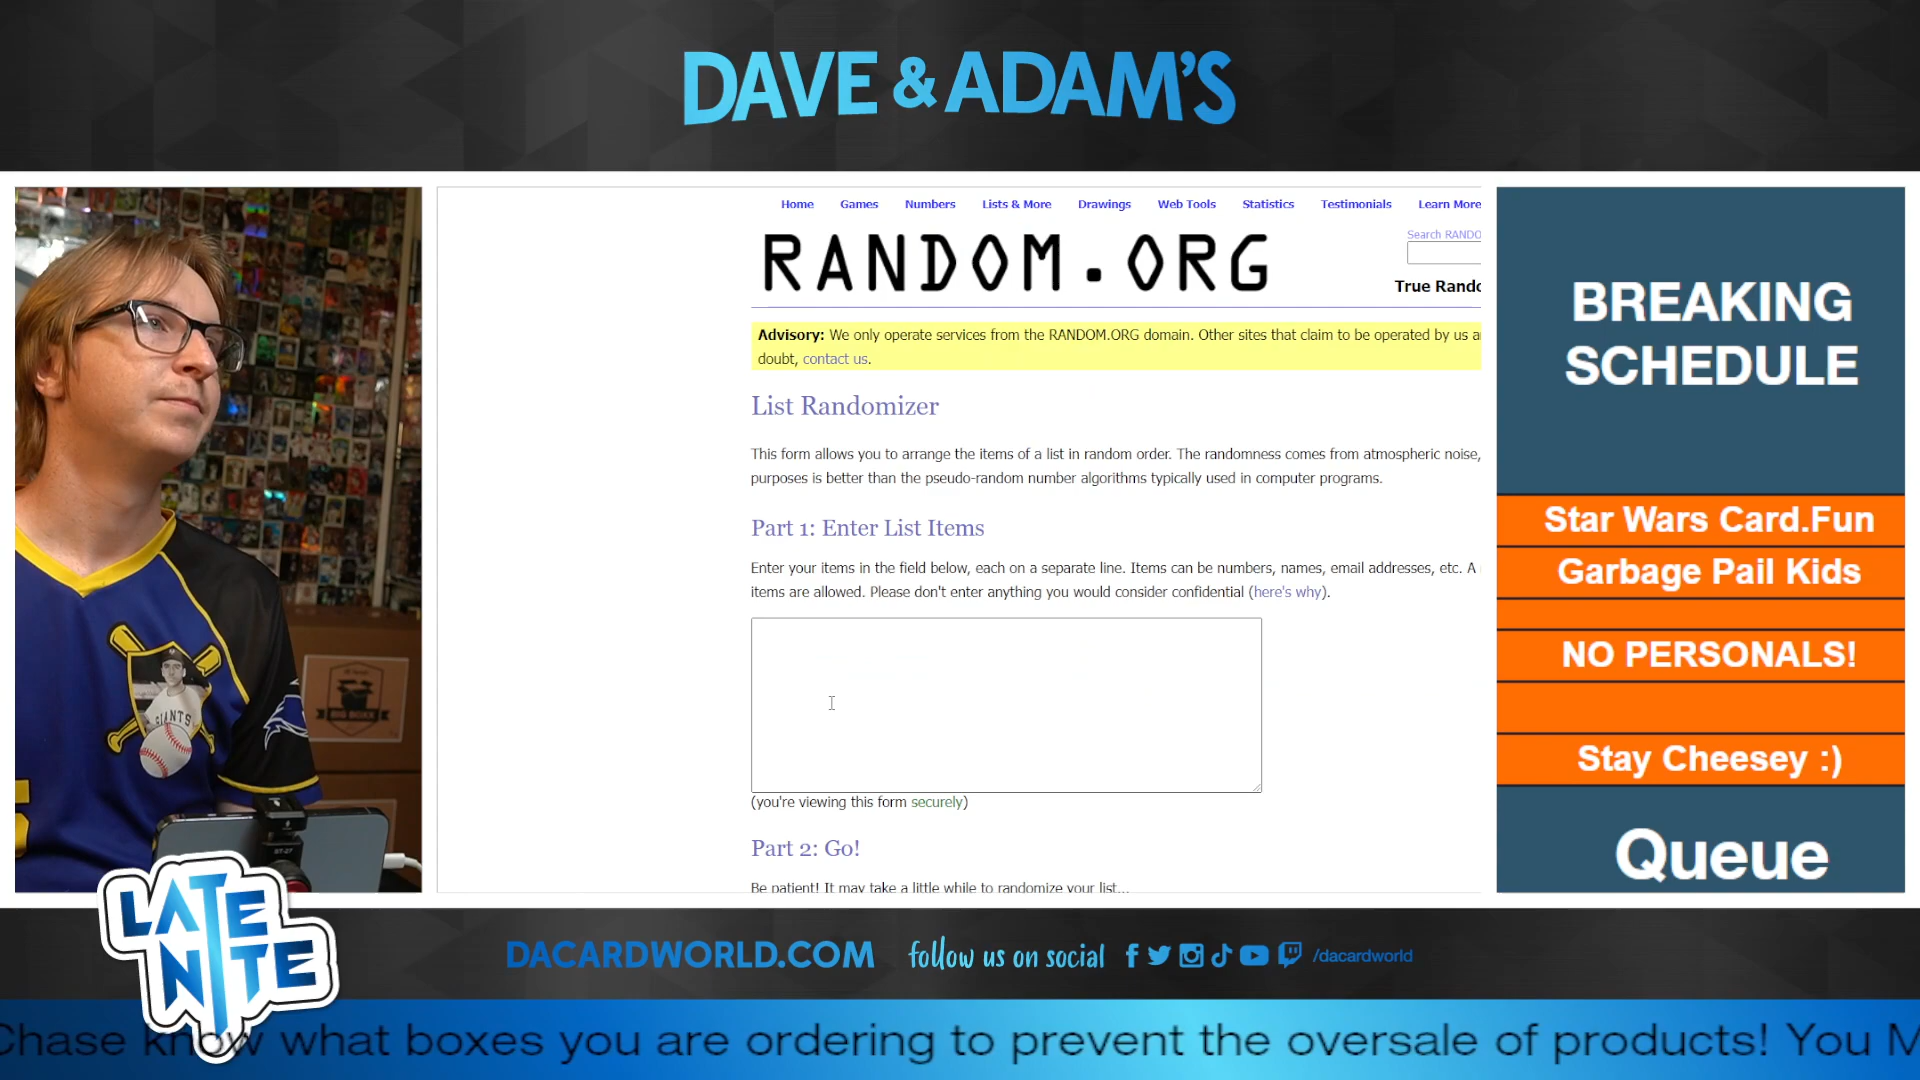 DAVE & ADAM'S
Home Games Numbers Lists & More Drawings Web Tools Statistics Testimonials Learn More
RANDOM.ORG
Search RANDO
True Rando
Advisory: We only operate services from the RANDOM.ORG domain. Other sites that claim to be operated by us a
doubt, contact us.
List Randomizer
This form allows you to arrange the items of a list in random order. The randomness comes from atmospheric noise,
purposes is better than the pseudo-random number algorithms typically used in computer programs.
Part 1: Enter List Items
Enter your items in the field below, each on a separate line. Items can be numbers, names, email addresses, etc. A
items are allowed. Please don't enter anything you would consider confidential (here's why).
(you're viewing this form securely)
Part 2: Go!
Be patient! It may take a little while to randomize your list...
BREAKING
SCHEDULE
Star Wars Card.Fun
Garbage Pail Kids
NO PERSONALS!
Stay Cheesey :)
Queue
GIANTS
BIG BOXX
LATE
NITE
DACARDWORLD.COM follow us on social /dacardworld
Chase know what boxes you are ordering to prevent the oversale of products! You M